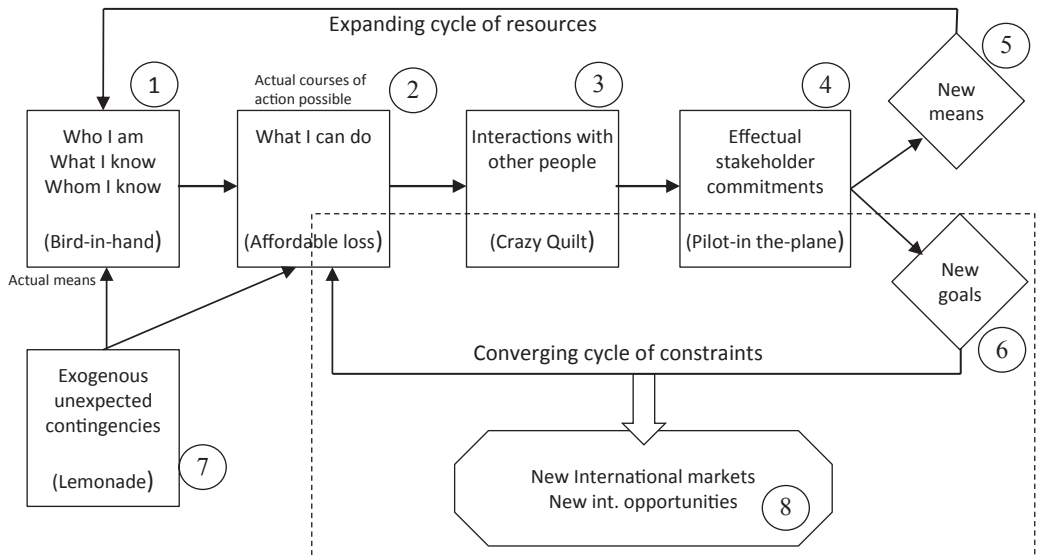 Expanding cycle of resources
1
Who I am
What I know
Whom I know
(Bird-in-hand)
Actual means
Actual courses of
action possible
2
What I can do
(Affordable loss)
3
Interactions with
other people
(Crazy Quilt)
4
Effectual
stakeholder
commitments
(Pilot-in the-plane)
5
New
means
New
goals
6
Converging cycle of constraints
Exogenous
unexpected
contingencies
(Lemonade)
7
New International markets
New int. opportunities
8